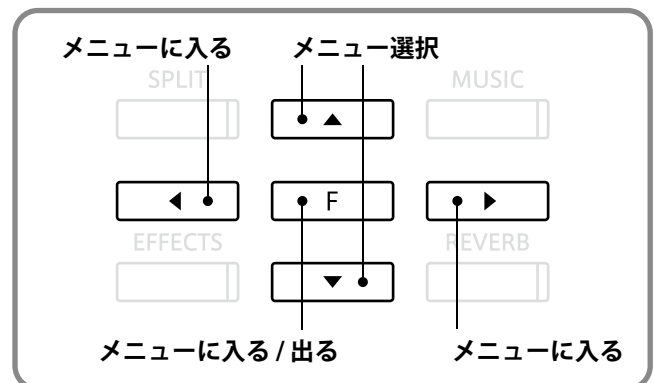 メニューに入る メニュー選択
SPLIT MUSIC
▲
◀ F ▶
EFFECTS REVERB
▼
メニューに入る / 出る メニューに入る